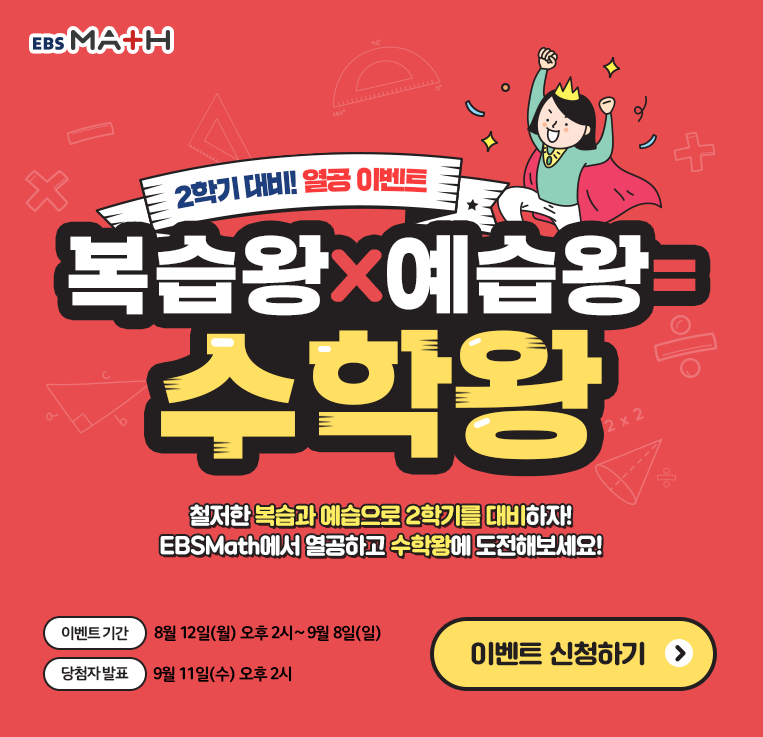 EBS MATH
2학기 대비! 열공 이벤트
복습왕×예습왕=
수학왕
2 x 2
철저한 복습과 예습으로 2학기를 대비하자!
EBSMath에서 열공하고 수학왕에 도전해보세요!
이벤트 기간 8월 12일(월) 오후 2시~9월 8일(일)
당첨자 발표 9월 11일(수) 오후 2시
이벤트 신청하기